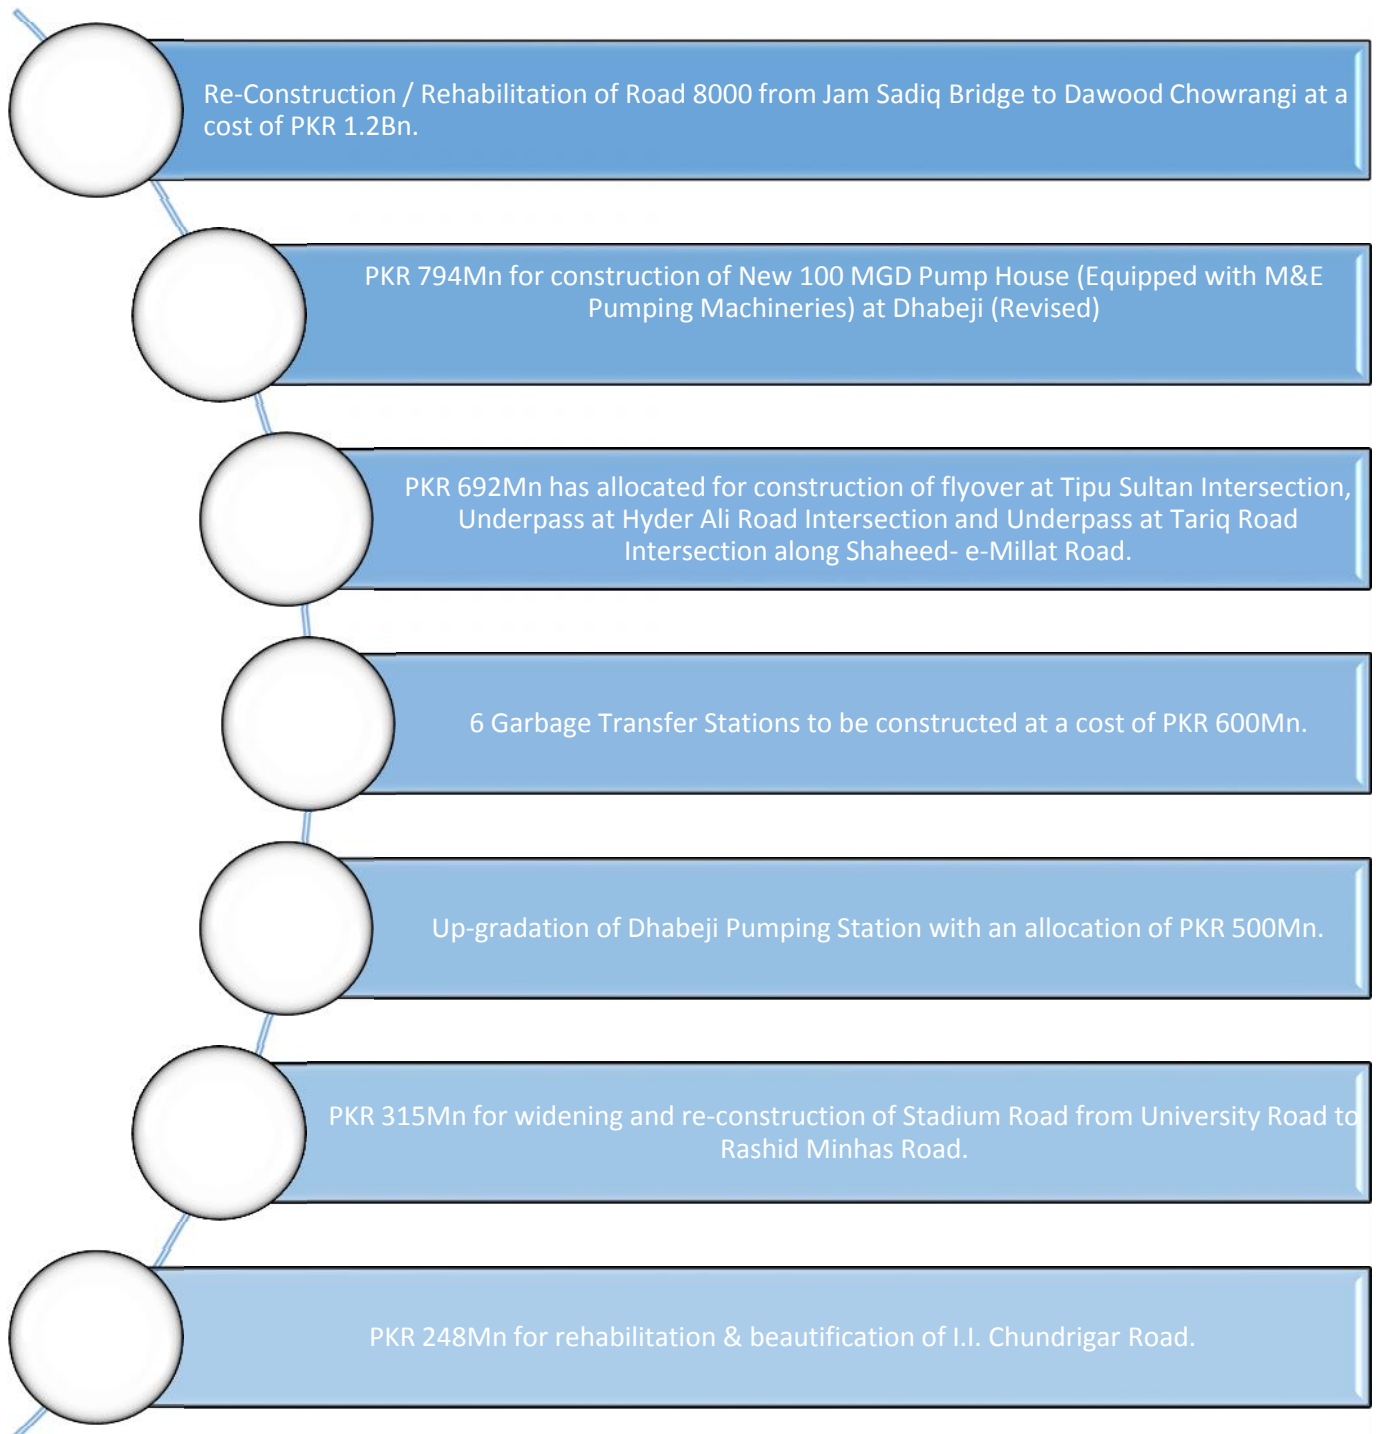 Re-Construction / Rehabilitation of Road 8000 from Jam Sadiq Bridge to Dawood Chowrangi at a
cost of PKR 1.2Bn.
PKR 794Mn for construction of New 100 MGD Pump House (Equipped with M&E
Pumping Machineries) at Dhabeji (Revised)
PKR 692Mn has allocated for construction of flyover at Tipu Sultan Intersection,
Underpass at Hyder Ali Road Intersection and Underpass at Tariq Road
Intersection along Shaheed- e-Millat Road.
6 Garbage Transfer Stations to be constructed at a cost of PKR 600Mn.
Up-gradation of Dhabeji Pumping Station with an allocation of PKR 500Mn.
PKR 315Mn for widening and re-construction of Stadium Road from University Road to
Rashid Minhas Road.
PKR 248Mn for rehabilitation & beautification of I.I. Chundrigar Road.